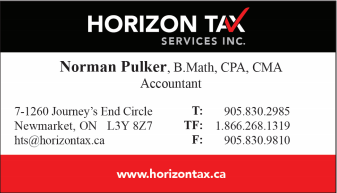 HORIZON TAX
SERVICES INC.
Norman Pulker, B.Math, CPA, CMA
Accountant
7-1260 Journey's End Circle T: 905.830.2985
Newmarket, ON L3Y 8Z7 TF: 1.866.268.1319
hts@horizontax.ca F: 905.830.9810
www.horizontax.ca